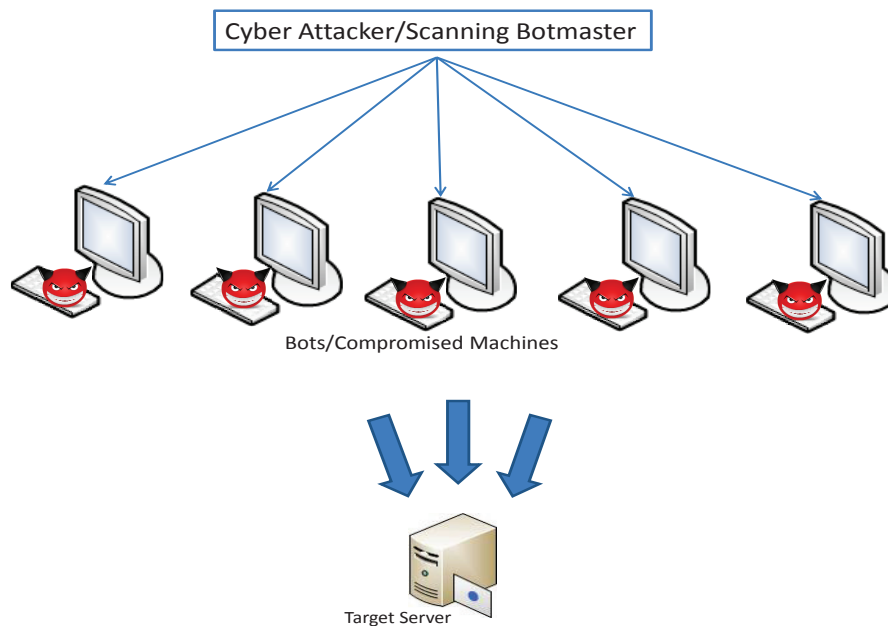 Cyber Attacker/Scanning Botmaster
Bots/Compromised Machines
Target Server